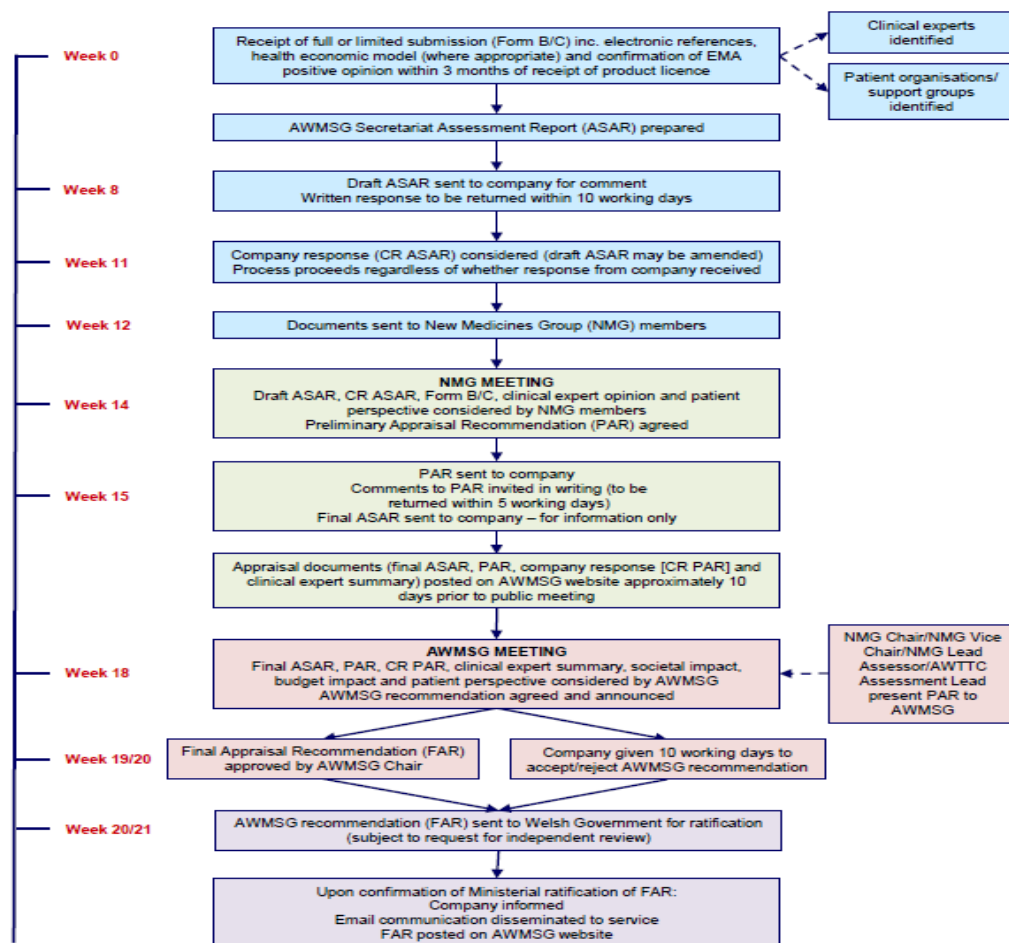 Week 0
Receipt of full or limited submission (Form B/C) inc. electronic references,
health economic model (where appropriate) and confirmation of EMA
positive opinion within 3 months of receipt of product licence
Clinical experts
identified
Patient organisations/
support groups
identified
AWMSG Secretariat Assessment Report (ASAR) prepared
Week 8
Draft ASAR sent to company for comment
Written response to be returned within 10 working days
Week 11
Company response (CR ASAR) considered (draft ASAR may be amended)
Process proceeds regardless of whether response from company received
Week 12
Documents sent to New Medicines Group (NMG) members
Week 14
NMG MEETING
Draft ASAR, CR ASAR, Form B/C, clinical expert opinion and patient
perspective considered by NMG members
Preliminary Appraisal Recommendation (PAR) agreed
Week 15
PAR sent to company
Comments to PAR invited in writing (to be
returned within 5 working days)
Final ASAR sent to company – for information only
Appraisal documents (final ASAR, PAR, company response [CR PAR] and
clinical expert summary) posted on AWMSG website approximately 10
days prior to public meeting
Week 18
AWMSG MEETING
Final ASAR, PAR, CR PAR, clinical expert summary, societal impact,
budget impact and patient perspective considered by AWMSG
AWMSG recommendation agreed and announced
NMG Chair/NMG Vice
Chair/NMG Lead
Assessor/AWTTC
Assessment Lead
present PAR to
AWMSG
Week 19/20
Final Appraisal Recommendation (FAR)
approved by AWMSG Chair
Company given 10 working days to
accept/reject AWMSG recommendation
Week 20/21
AWMSG recommendation (FAR) sent to Welsh Government for ratification
(subject to request for independent review)
Upon confirmation of Ministerial ratification of FAR:
Company informed
Email communication disseminated to service
FAR posted on AWMSG website